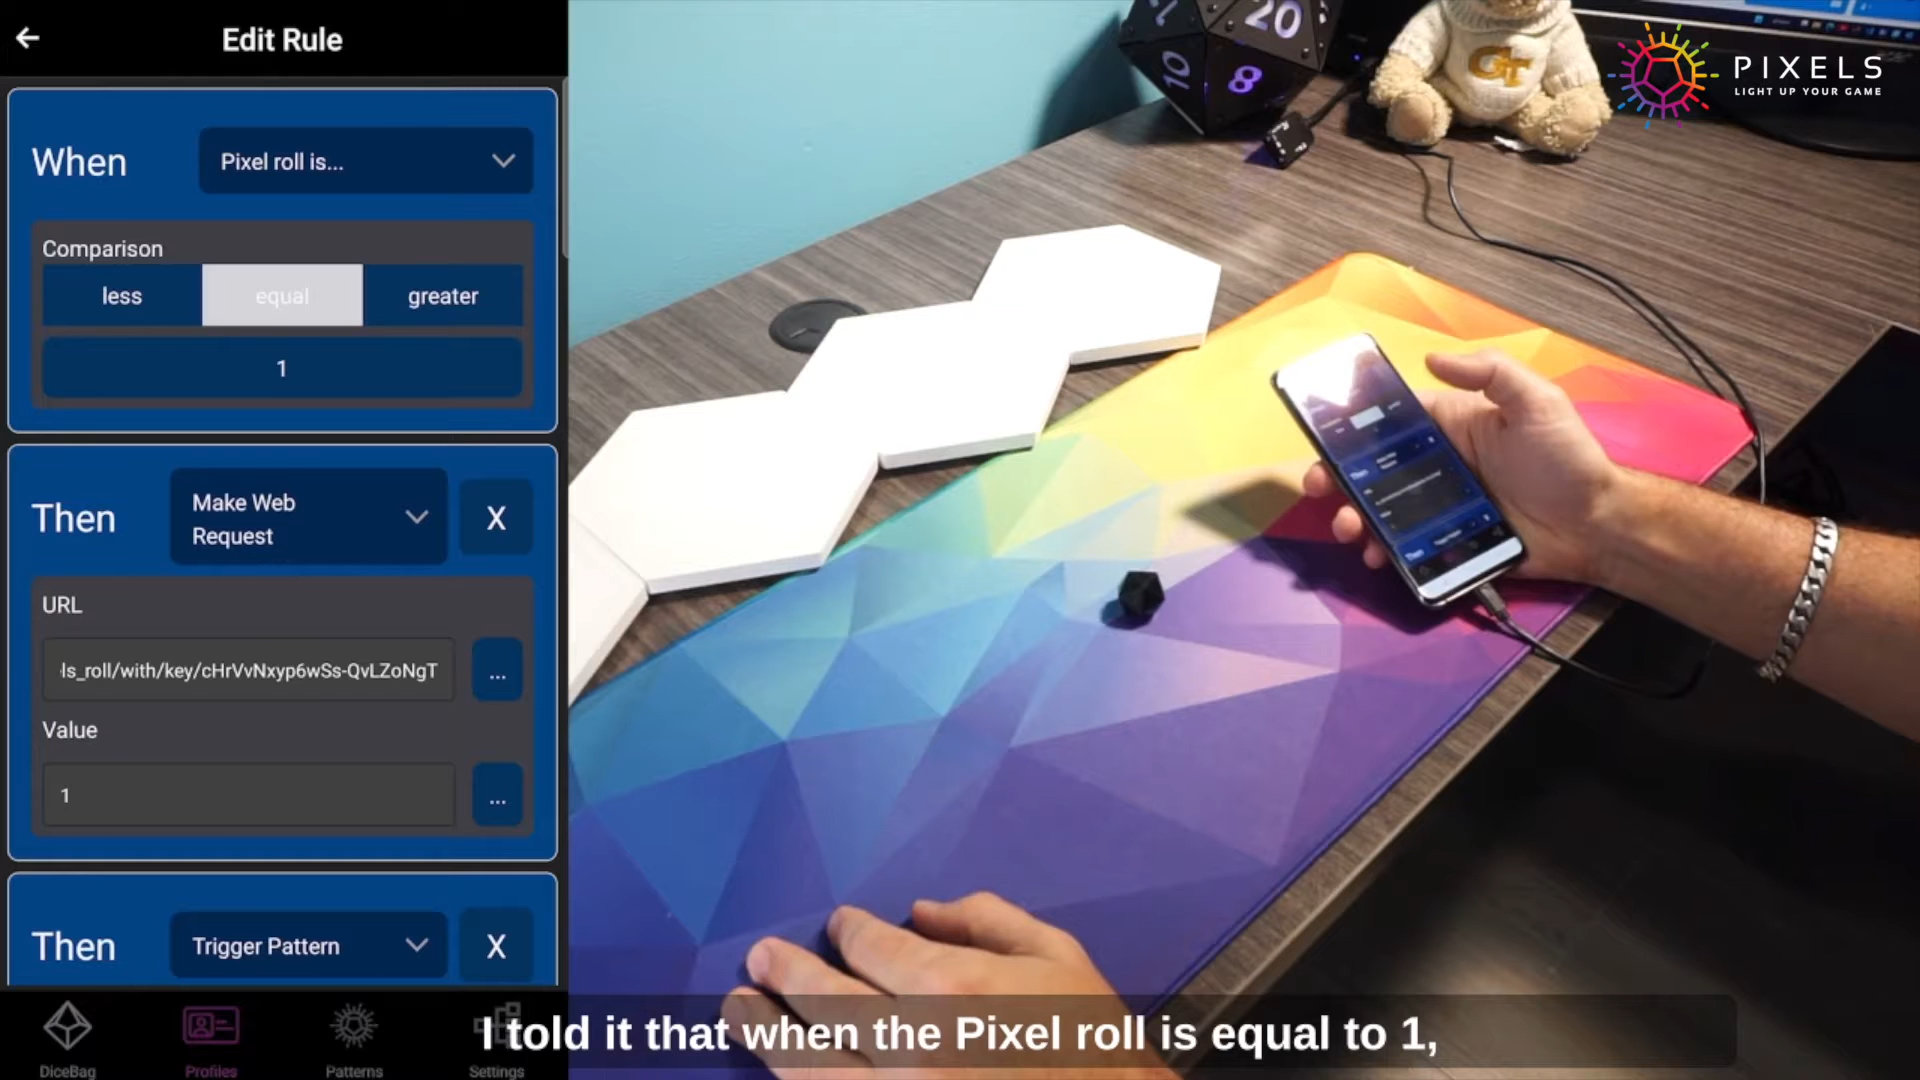 Edit Rule
When
Pixel roll is...
Comparison
less
equal
greater
1
Then
Make Web
Request
X
URL
ls_roll/with/key/cHrVvNxyp6wSs-QvLZoNgT
...
Value
1
...
Then
Trigger Pattern
X
DiceBag
Profiles
Patterns
Settings
20
10
8
GT
PIXELS
LIGHT UP YOUR GAME
Then
Then
I told it that when the Pixel roll is equal to 1,